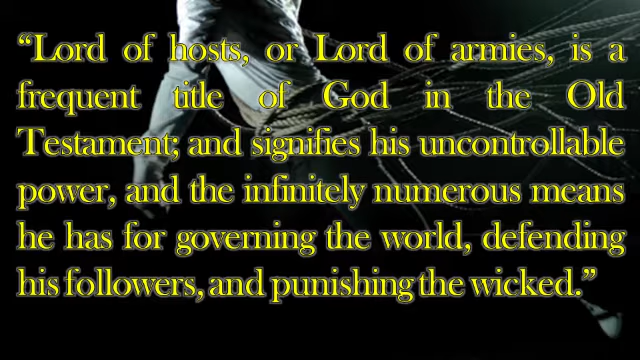 “Lord of hosts, or Lord of armies, is a
frequent title of God in the Old
Testament; and signifies his uncontrollable
power, and the infinitely numerous means
he has for governing the world, defending
his followers, and punishing the wicked.”